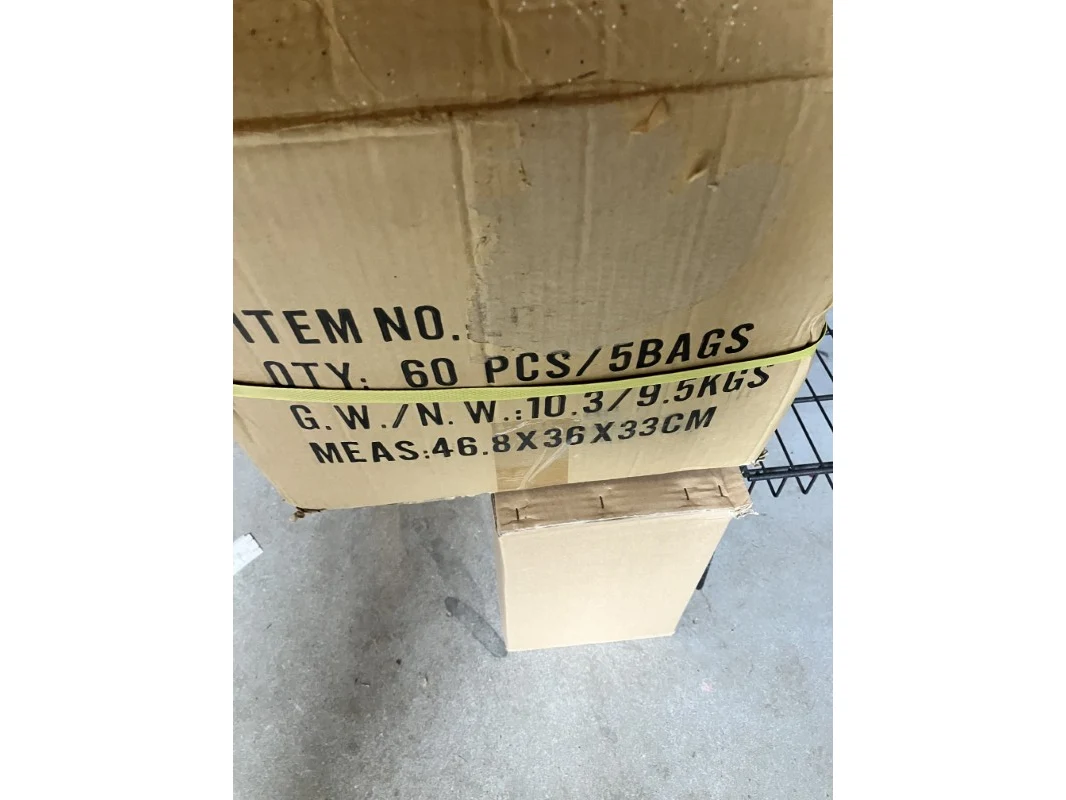 ITEM NO.:
QTY: 60 PCS/5BAGS
G.W./N.W.:10.3/9.5KGS
MEAS:46.8X36X33CM